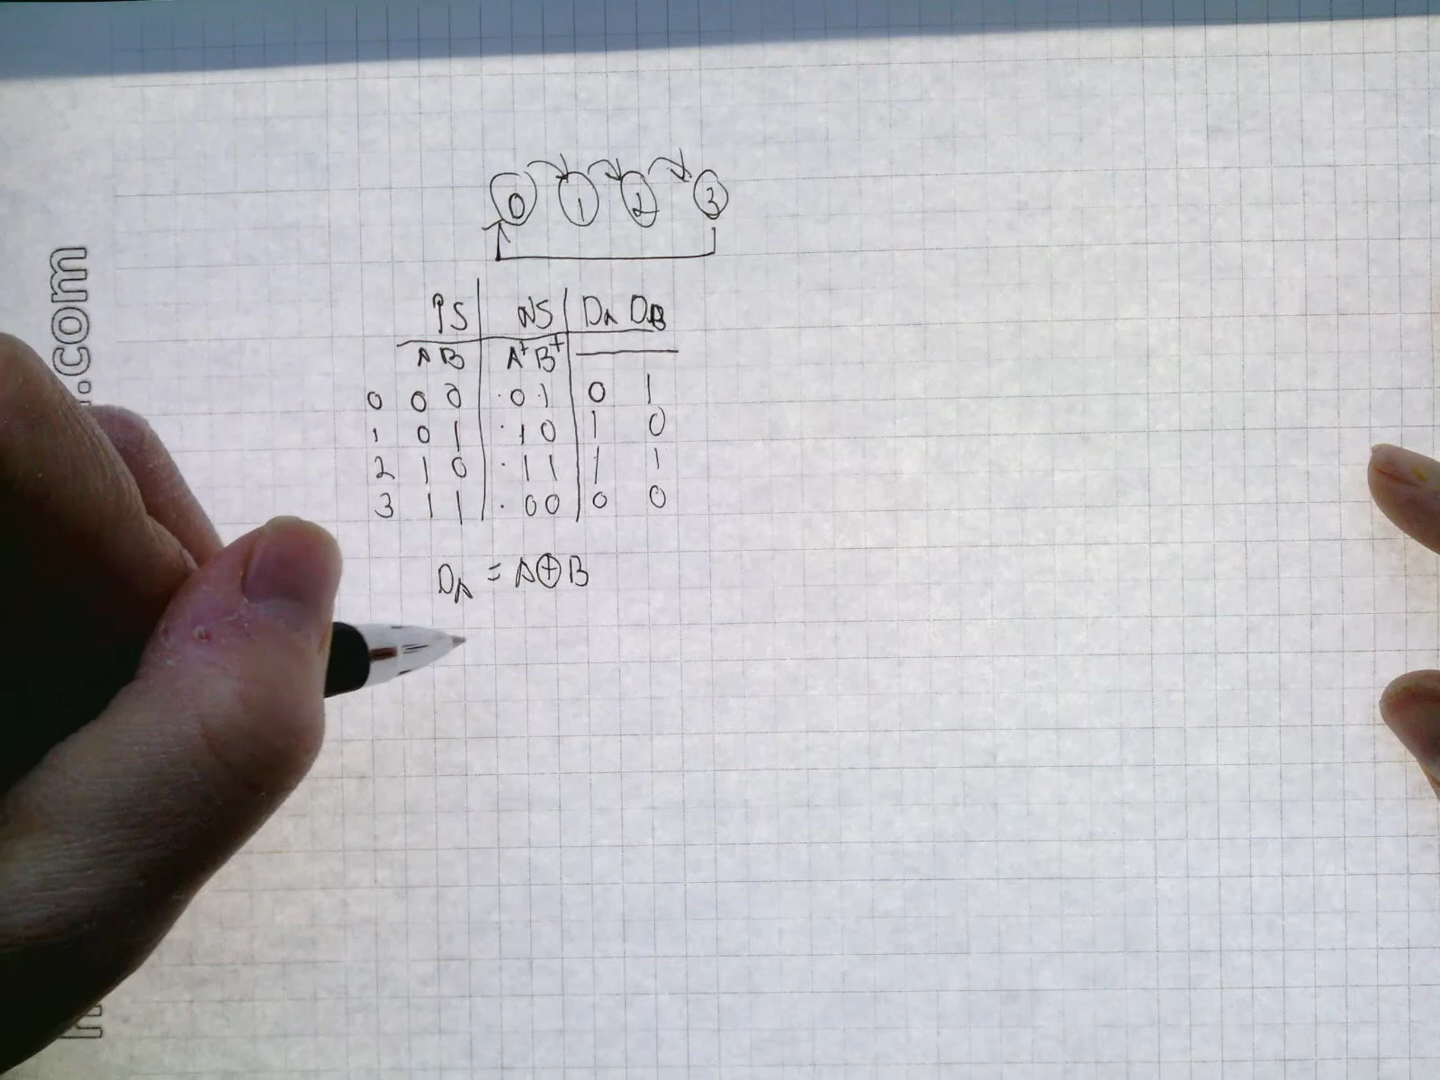 0 1 2 3
PS NS DA DB
A B A+ B+
0 0 0 0 1 0 1
1 0 1 1 0 1 0
2 1 0 1 1 1 1
3 1 1 0 0 0 0
DA = A⊕B
.com